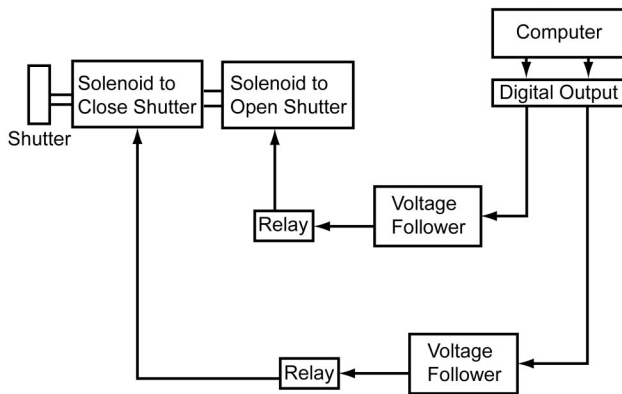 Computer
Solenoid to
Close Shutter
Solenoid to
Open Shutter
Digital Output
Shutter
Voltage
Follower
Relay
Voltage
Follower
Relay